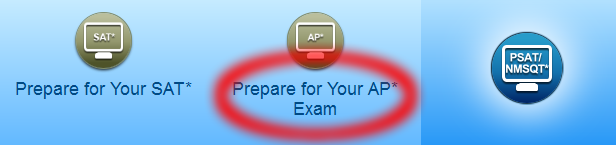 SAT*
Prepare for Your SAT*
AP*
Prepare for Your AP*
Exam
PSAT/
NMSQT*